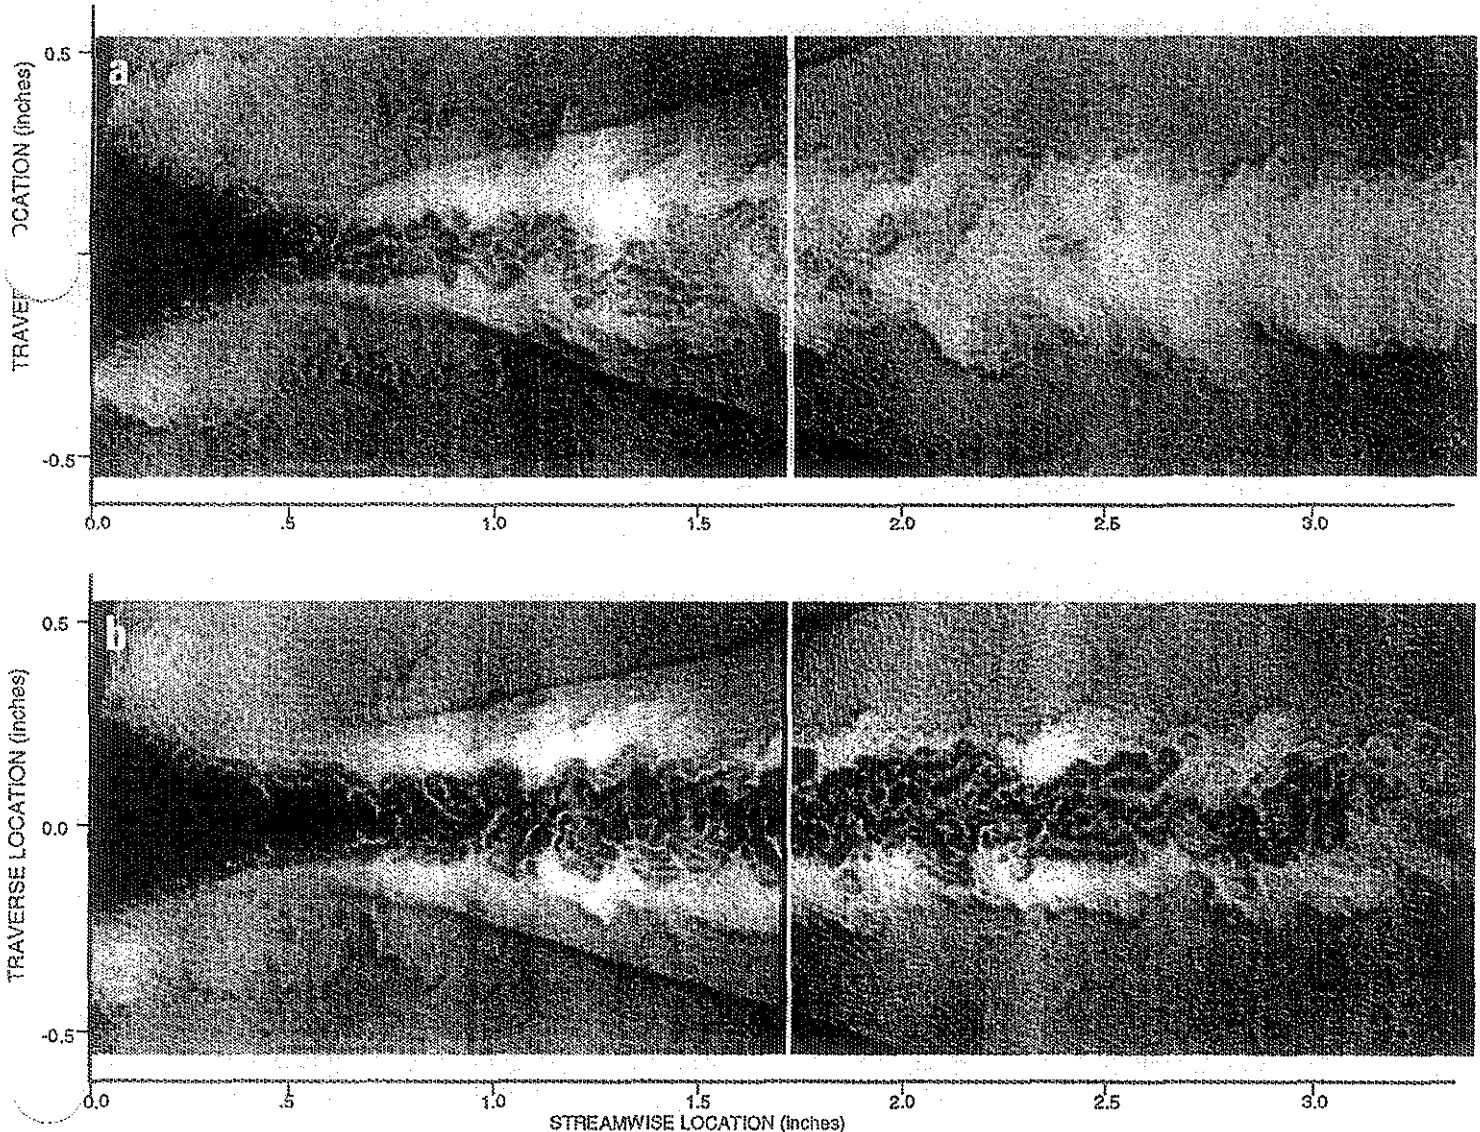 0.5
a
TRAVER OCATION (inches)
-0.5
0.0 .5 1.0 1.5 2.0 2.5 3.0
b
0.5
TRAVERSE LOCATION (inches)
0.0
-0.5
0.0 .5 1.0 1.5 2.0 2.5 3.0
STREAMWISE LOCATION (inches)